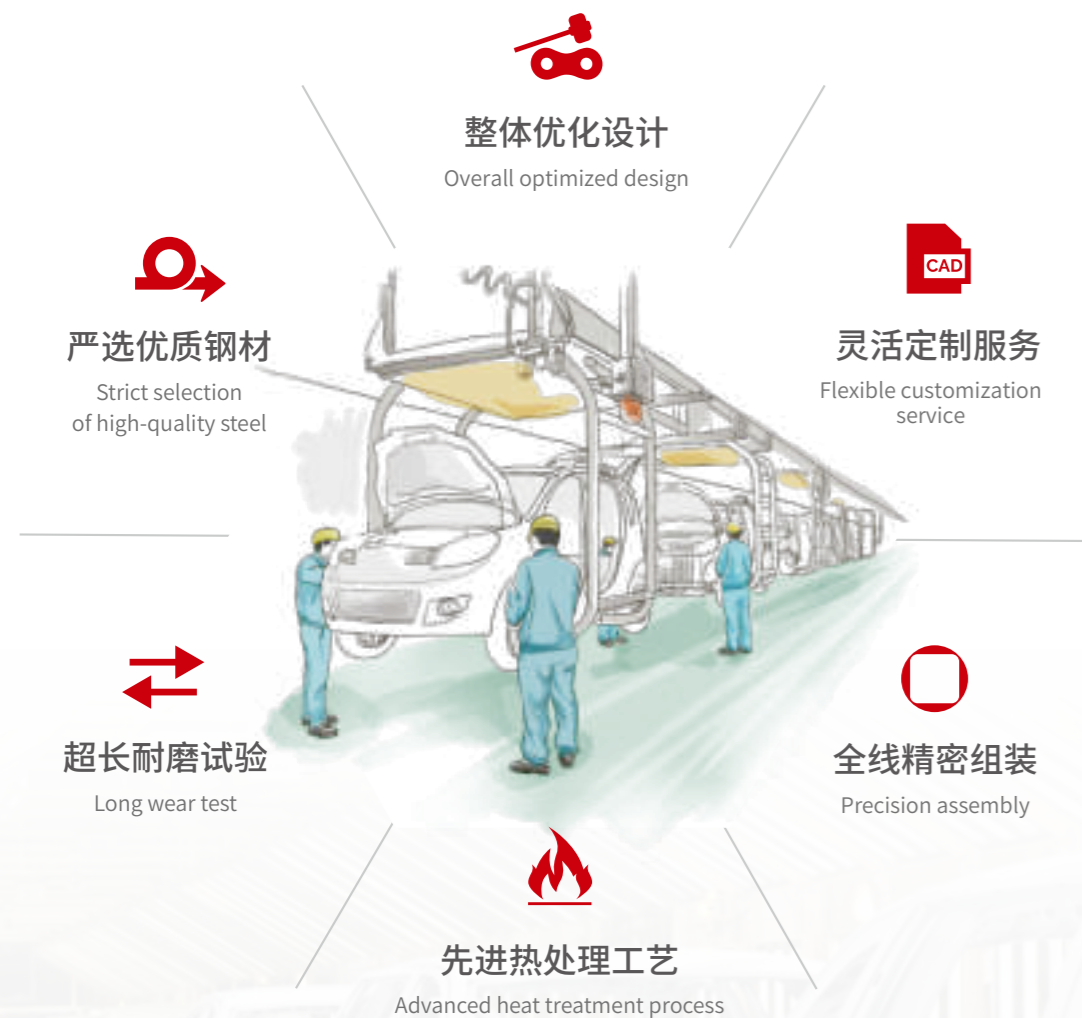 整体优化设计
Overall optimized design
严选优质钢材
Strict selection
of high-quality steel
CAD
灵活定制服务
Flexible customization
service
超长耐磨试验
Long wear test
全线精密组装
Precision assembly
先进热处理工艺
Advanced heat treatment process